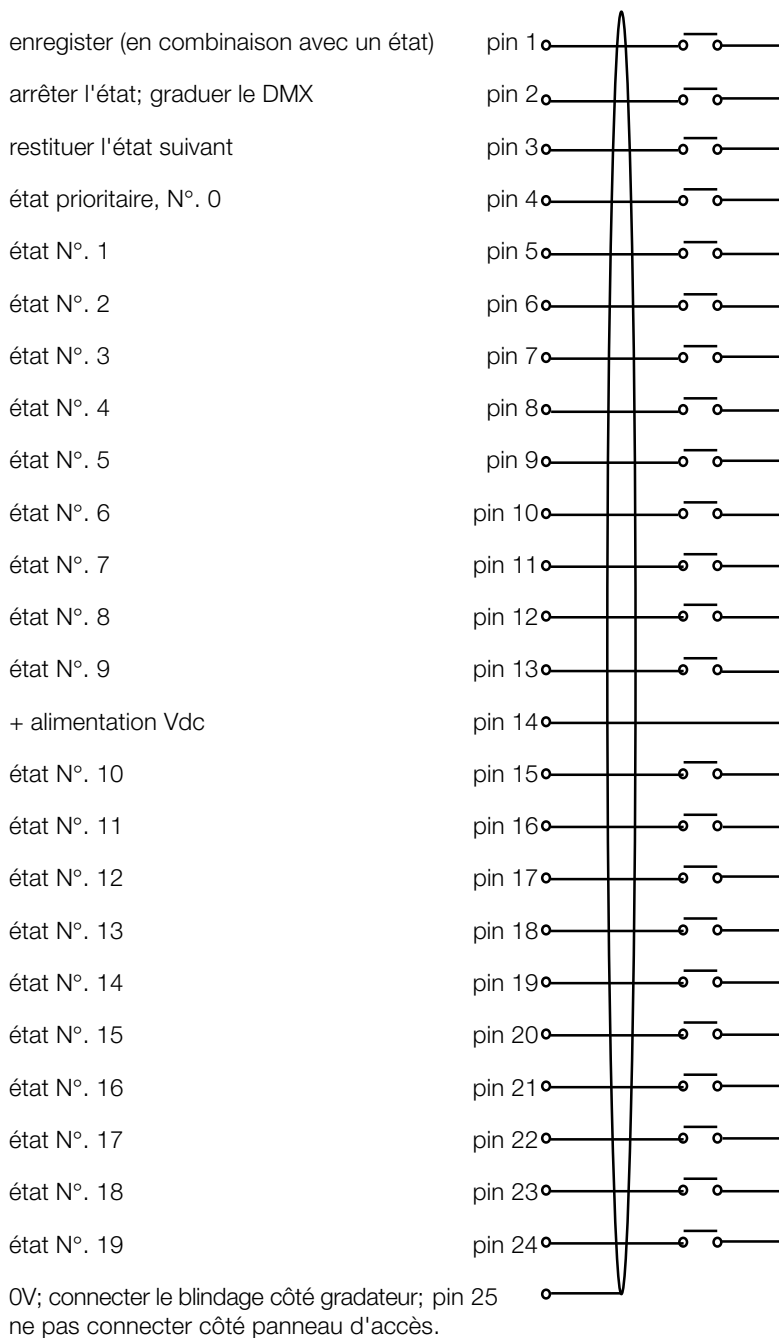 enregister (en combinaison avec un état) pin 1
arrêter l'état; graduer le DMX pin 2
restituer l'état suivant pin 3
état prioritaire, N°. 0 pin 4
état N°. 1 pin 5
état N°. 2 pin 6
état N°. 3 pin 7
état N°. 4 pin 8
état N°. 5 pin 9
état N°. 6 pin 10
état N°. 7 pin 11
état N°. 8 pin 12
état N°. 9 pin 13
+ alimentation Vdc pin 14
état N°. 10 pin 15
état N°. 11 pin 16
état N°. 12 pin 17
état N°. 13 pin 18
état N°. 14 pin 19
état N°. 15 pin 20
état N°. 16 pin 21
état N°. 17 pin 22
état N°. 18 pin 23
état N°. 19 pin 24
0V; connecter le blindage côté gradateur; pin 25
ne pas connecter côté panneau d'accès.